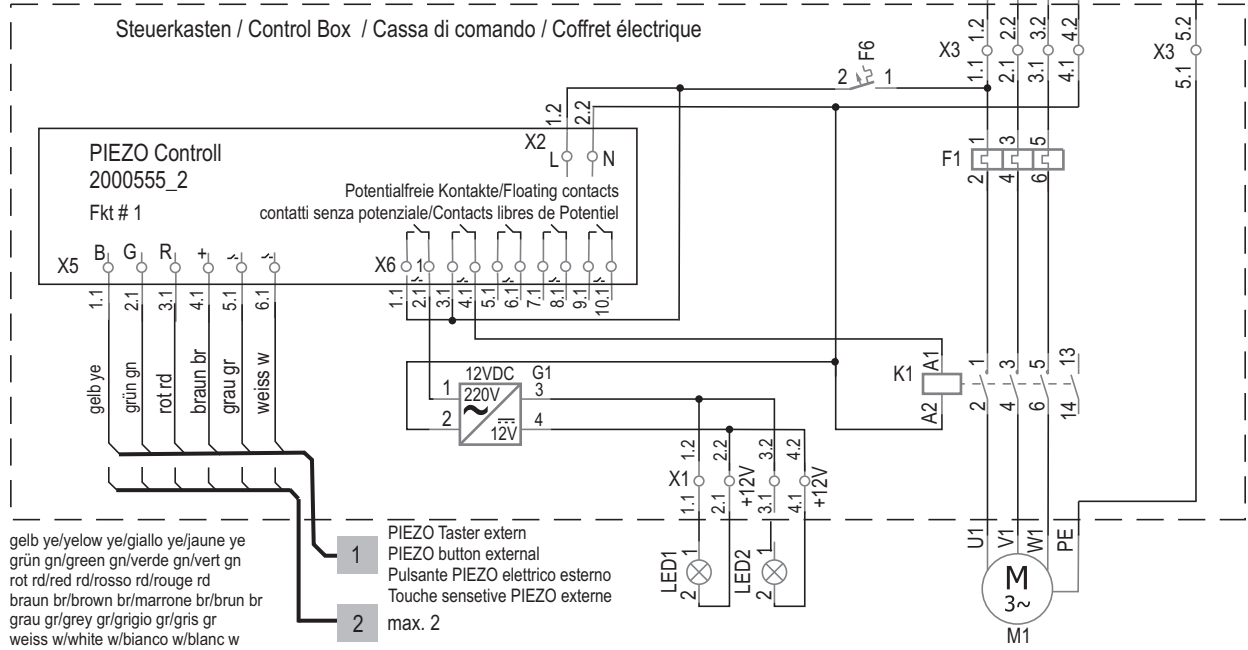 Steuerkasten / Control Box / Cassa di comando / Coffret électrique
1.2 2.2 3.2 4.2 5.2
X3 X3
1.1 2.1 3.1 4.1 5.1
F6
2 1
1.2 2.2
X2
L N
PIEZO Controll
2000555_2
Fkt # 1
Potentialfreie Kontakte/Floating contacts
contatti senza potenziale/Contacts libres de Potentiel
1 3 5
F1
2 4 6
X5 B G R +
1.1 2.1 3.1 4.1 5.1 6.1
X6 1
1.1 2.1 3.1 4.1 5.1 6.1 7.1 8.1 9.1 10.1
gelb ye
grün gn
rot rd
braun br
grau gr
weiss w
12VDC G1
1 220V 3
2 12V 4
A1 1 3 5 13
K1
A2 2 4 6 14
1.2 2.2 3.2 4.2
X1 +12V +12V
1.1 2.1 3.1 4.1
LED1 1 2
LED2 1 2
U1 V1 W1 PE
M
3~
M1
gelb ye/yellow ye/giallo ye/jaune ye
grün gn/green gn/verde gn/vert gn
rot rd/red rd/rosso rd/rouge rd
braun br/brown br/marrone br/brun br
grau gr/grey gr/grigio gr/gris gr
weiss w/white w/bianco w/blanc w
1
PIEZO Taster extern
PIEZO button external
Pulsante PIEZO elettrico esterno
Touche sensetive PIEZO externe
2 max. 2